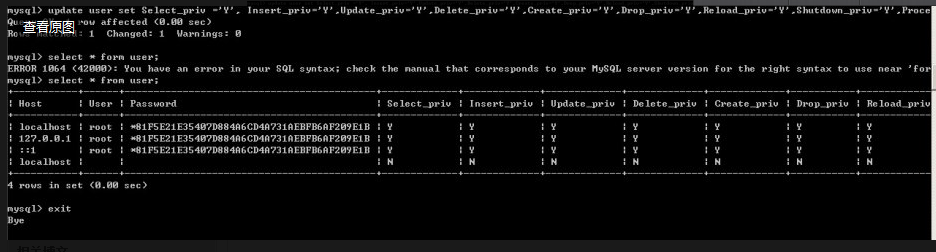 mysql> update user set Select_priv ='Y', Insert_priv='Y',Update_priv='Y',Delete_priv='Y',Create_priv='Y',Drop_priv='Y',Reload_priv='Y',Shutdown_priv='Y',Proce
Qu row affected (0.00 sec)
查看原图
Ro 1 Changed: 1 Warnings: 0
mysql> select * form user;
ERROR 1064 (42000): You have an error in your SQL syntax; check the manual that corresponds to your MySQL server version for the right syntax to use near 'for
mysql> select * from user;
+-----------+------+-------------------------------------------+-------------+-------------+-------------+-------------+-------------+-----------+------------
| Host | User | Password | Select_priv | Insert_priv | Update_priv | Delete_priv | Create_priv | Drop_priv | Reload_priv
+-----------+------+-------------------------------------------+-------------+-------------+-------------+-------------+-------------+-----------+------------
| localhost | root | *81F5E21E35407D884A6CD4A731AEBFB6AF209E1B | Y | Y | Y | Y | Y | Y | Y
| 127.0.0.1 | root | *81F5E21E35407D884A6CD4A731AEBFB6AF209E1B | Y | Y | Y | Y | Y | Y | Y
| ::1 | root | *81F5E21E35407D884A6CD4A731AEBFB6AF209E1B | Y | Y | Y | Y | Y | Y | Y
| localhost | | | N | N | N | N | N | N | N
+-----------+------+-------------------------------------------+-------------+-------------+-------------+-------------+-------------+-----------+------------
4 rows in set (0.00 sec)
mysql> exit
Bye